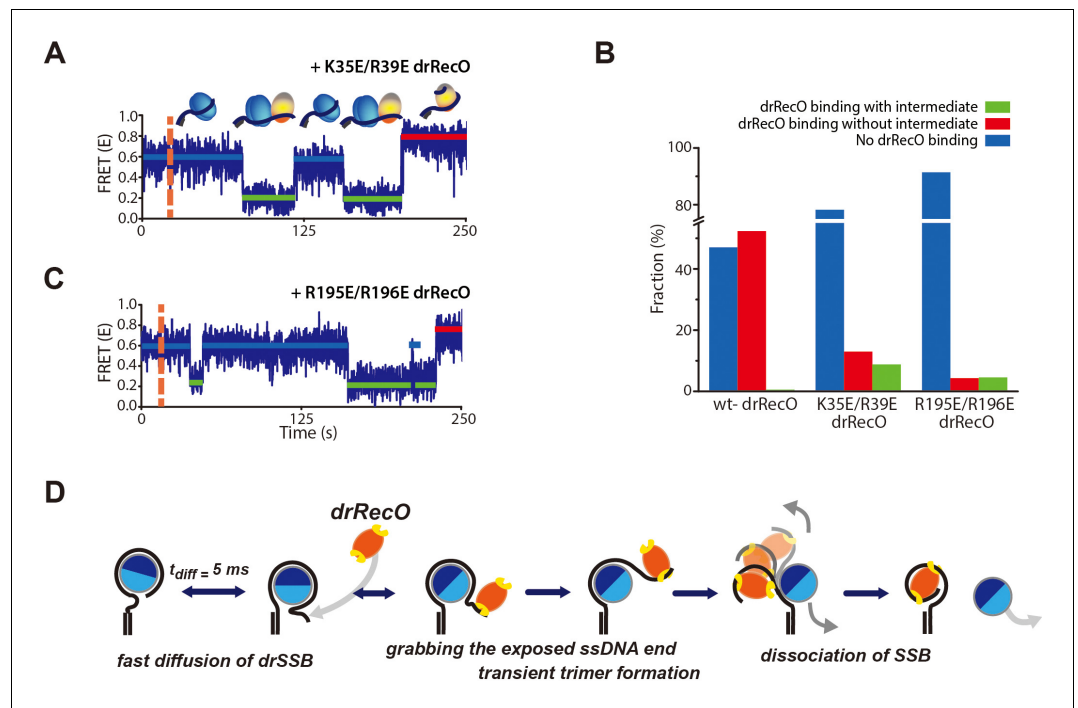 A
+ K35E/R39E drRecO
FRET (E)
1.0
0.8
0.6
0.4
0.2
0.0
0
125
250
B
drRecO binding with intermediate
drRecO binding without intermediate
No drRecO binding
Fraction (%)
100
80
40
20
0
wt- drRecO
K35E/R39E
drRecO
R195E/R196E
drRecO
C
+ R195E/R196E drRecO
FRET (E)
1.0
0.8
0.6
0.4
0.2
0.0
0
125
250
Time (s)
D
drRecO
tdiff = 5 ms
fast diffusion of drSSB
grabbing the exposed ssDNA end
transient trimer formation
dissociation of SSB